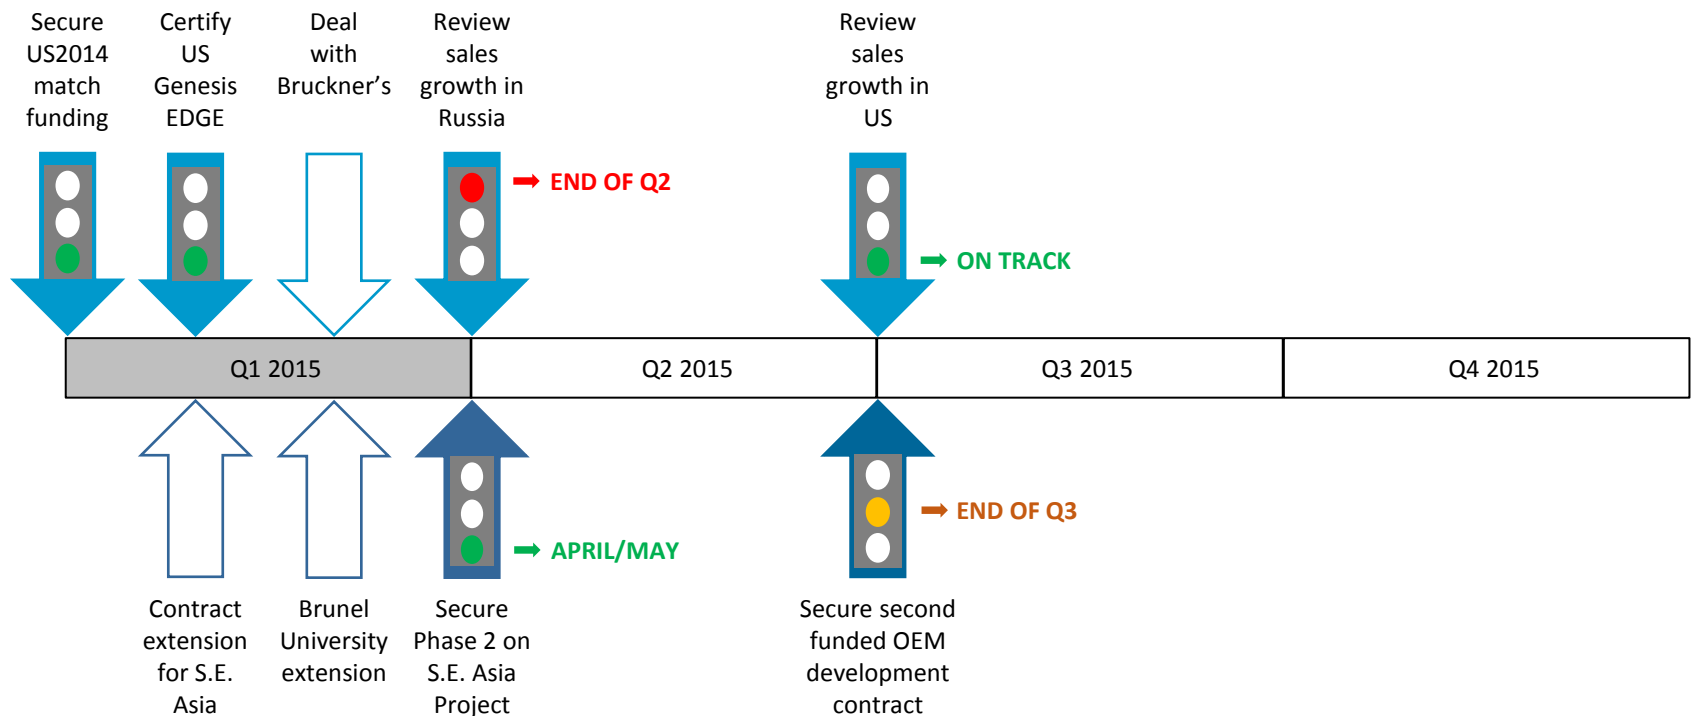 Secure
US2014
match
funding
Certify
US
Genesis
EDGE
Deal
with
Bruckner’s
Review
sales
growth in
Russia
Review
sales
growth in
US
END OF Q2
ON TRACK
Q1 2015
Q2 2015
Q3 2015
Q4 2015
END OF Q3
APRIL/MAY
Contract
extension
for S.E.
Asia
Brunel
University
extension
Secure
Phase 2 on
S.E. Asia
Project
Secure second
funded OEM
development
contract